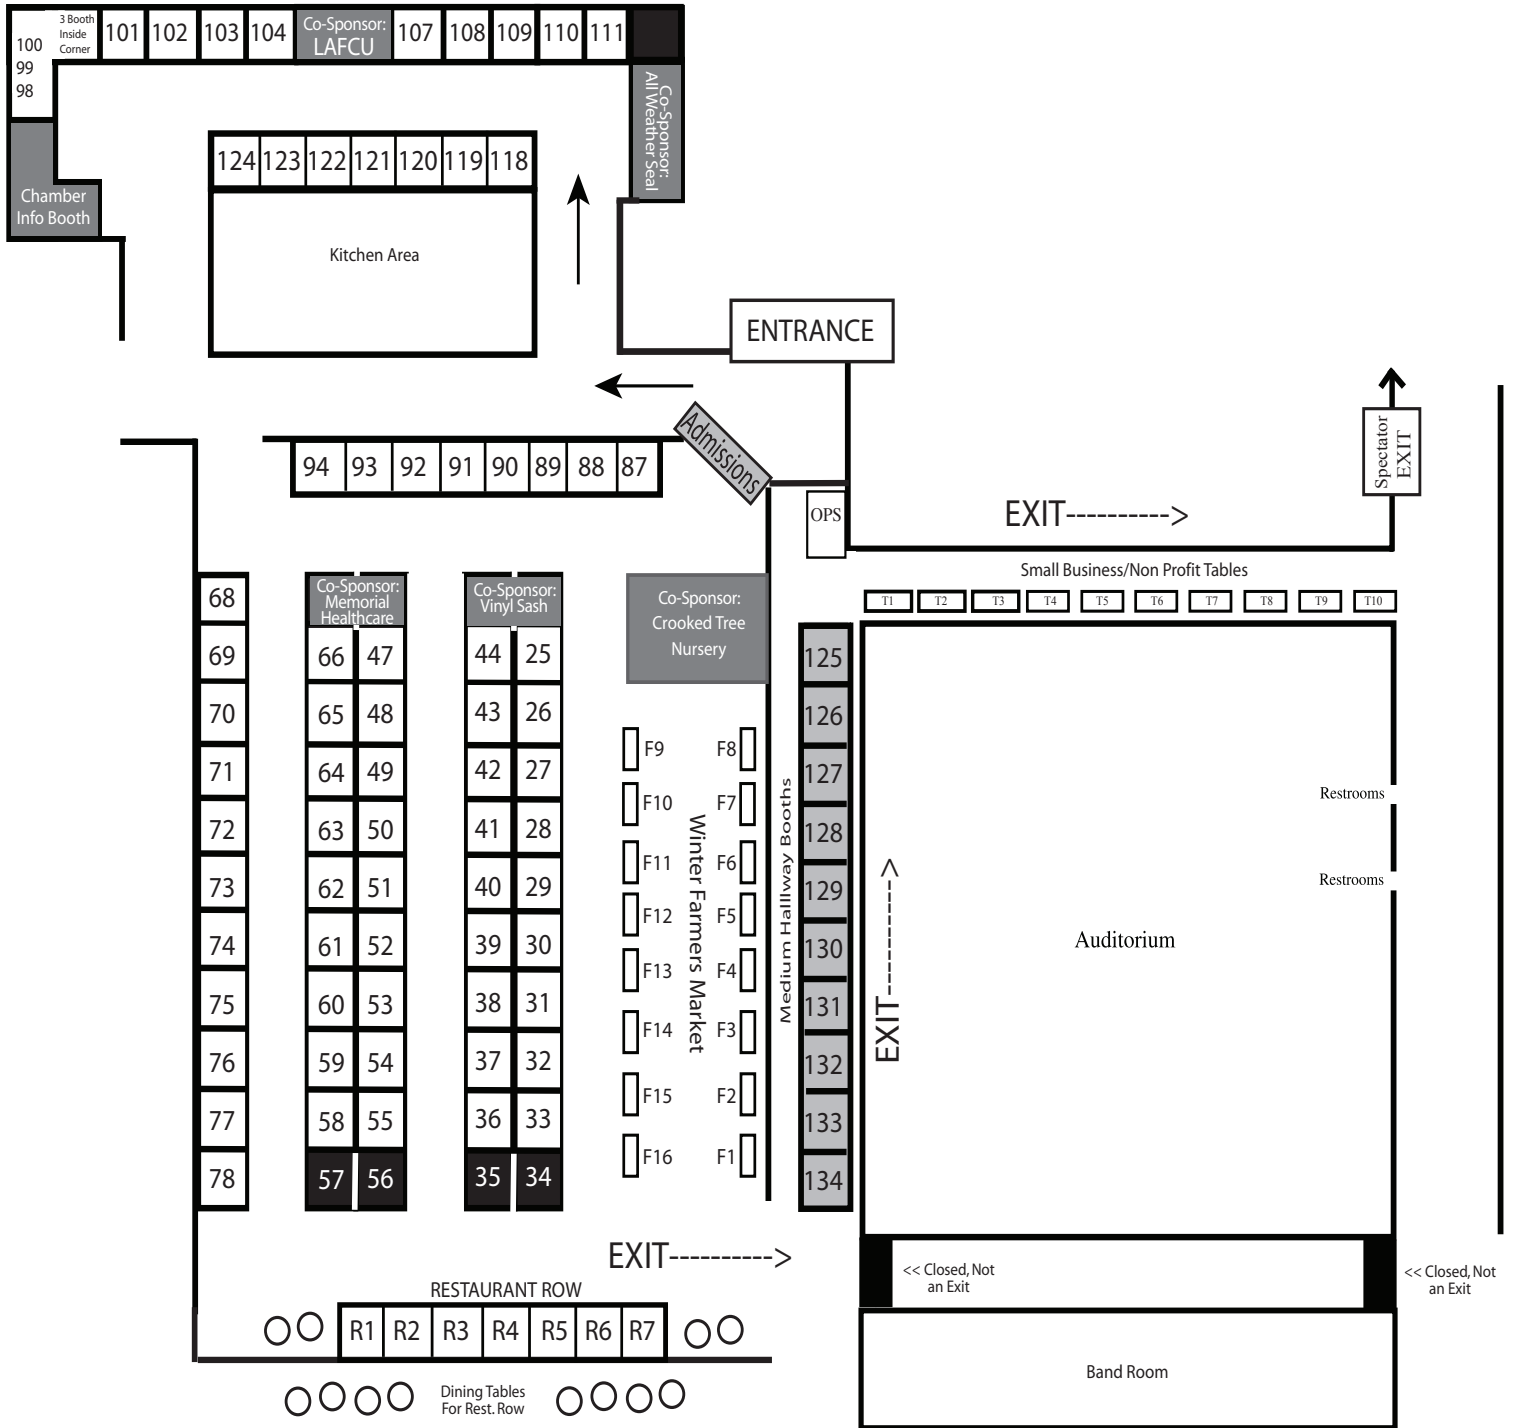 3 Booth
Inside
Corner
100
99
98
101
102
103
104
Co-Sponsor:
LAFCU
107
108
109
110
111
Co-Sponsor:
All Weather Seal
124
123
122
121
120
119
118
Chamber
Info Booth
Kitchen Area
ENTRANCE
Spectator
EXIT
Admissions
94
93
92
91
90
89
88
87
OPS
EXIT---------->
Small Business/Non Profit Tables
T1
T2
T3
T4
T5
T6
T7
T8
T9
T10
68
69
70
71
72
73
74
75
76
77
78
Co-Sponsor:
Memorial
Healthcare
66 47
65 48
64 49
63 50
62 51
61 52
60 53
59 54
58 55
57 56
Co-Sponsor:
Vinyl Sash
44 25
43 26
42 27
41 28
40 29
39 30
38 31
37 32
36 33
35 34
Co-Sponsor:
Crooked Tree
Nursery
F9 F8
F10 F7
F11 F6
F12 F5
F13 F4
F14 F3
F15 F2
F16 F1
Winter Farmers Market
Medium Halllway Booths
125
126
127
128
129
130
131
132
133
134
EXIT---------->
Restrooms
Restrooms
Auditorium
EXIT---------->
<< Closed, Not
an Exit
<< Closed, Not
an Exit
RESTAURANT ROW
R1
R2
R3
R4
R5
R6
R7
Dining Tables
For Rest. Row
Band Room